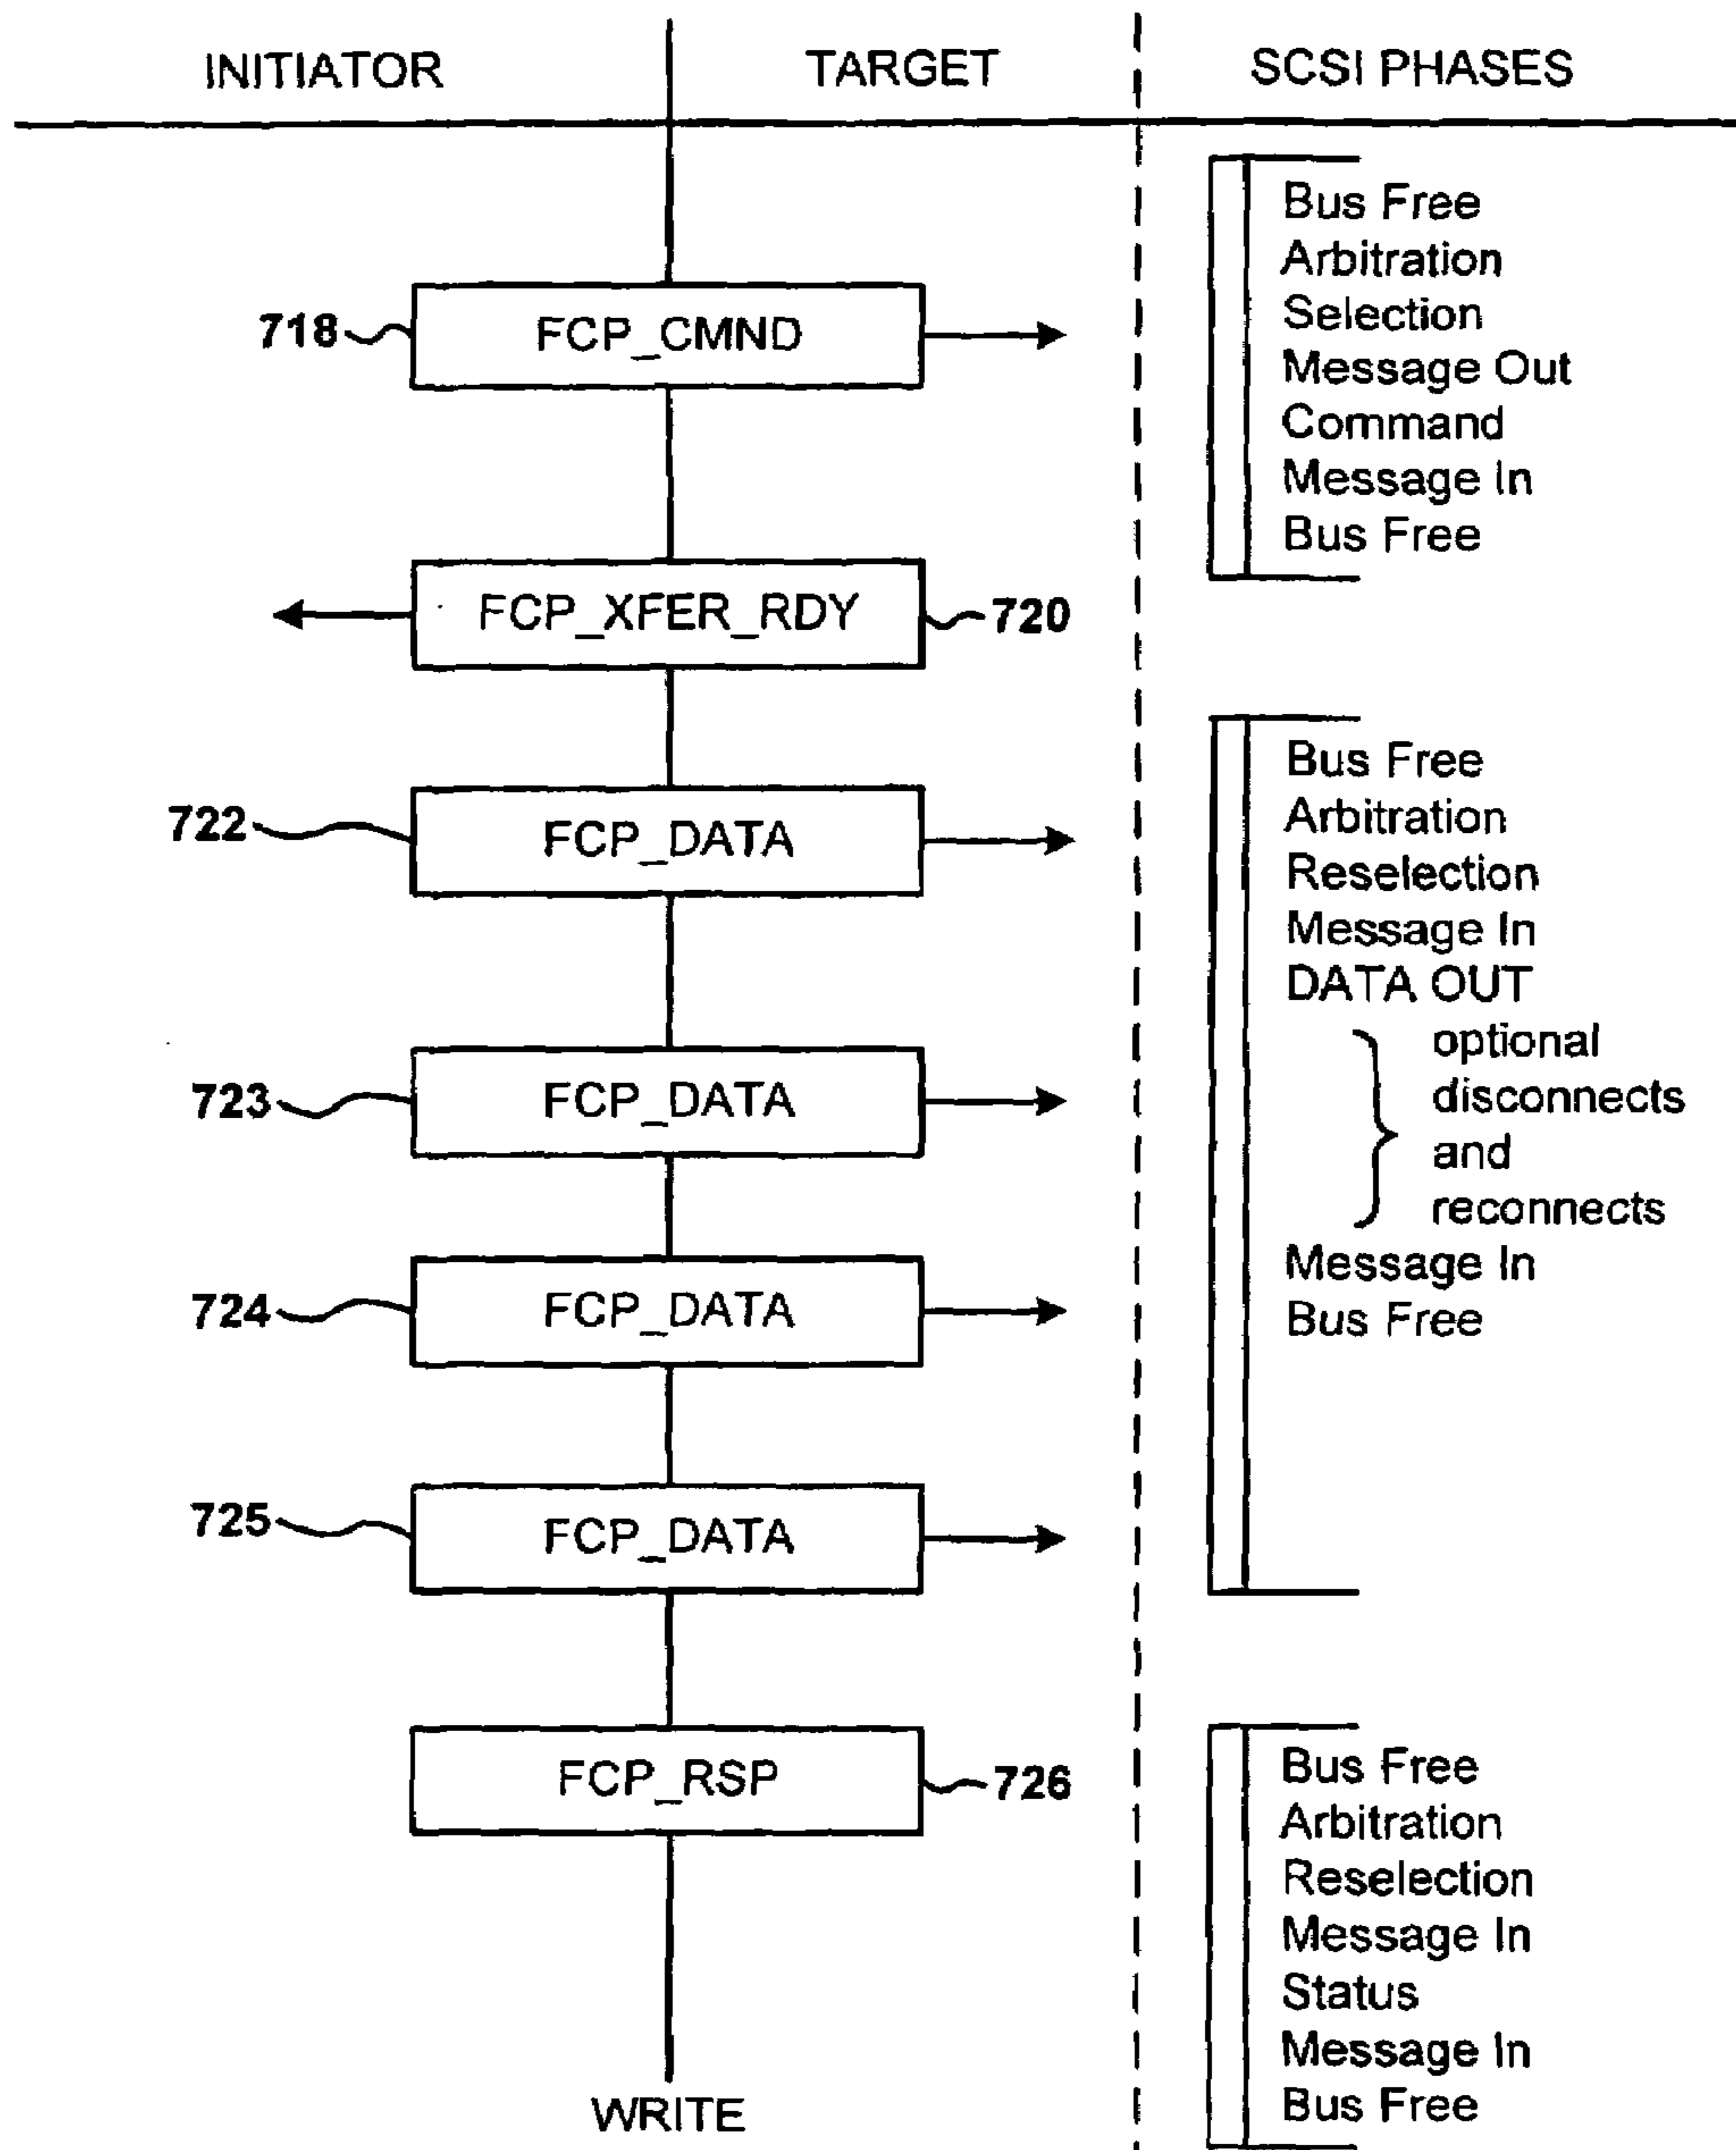 INITIATOR
TARGET
SCSI PHASES
718
FCP_CMND
FCP_XFER_RDY
720
722
FCP_DATA
723
FCP_DATA
724
FCP_DATA
725
FCP_DATA
FCP_RSP
726
WRITE
Bus Free
Arbitration
Selection
Message Out
Command
Message In
Bus Free
Bus Free
Arbitration
Reselection
Message In
DATA OUT
optional
disconnects
and
reconnects
Message In
Bus Free
Bus Free
Arbitration
Reselection
Message In
Status
Message In
Bus Free